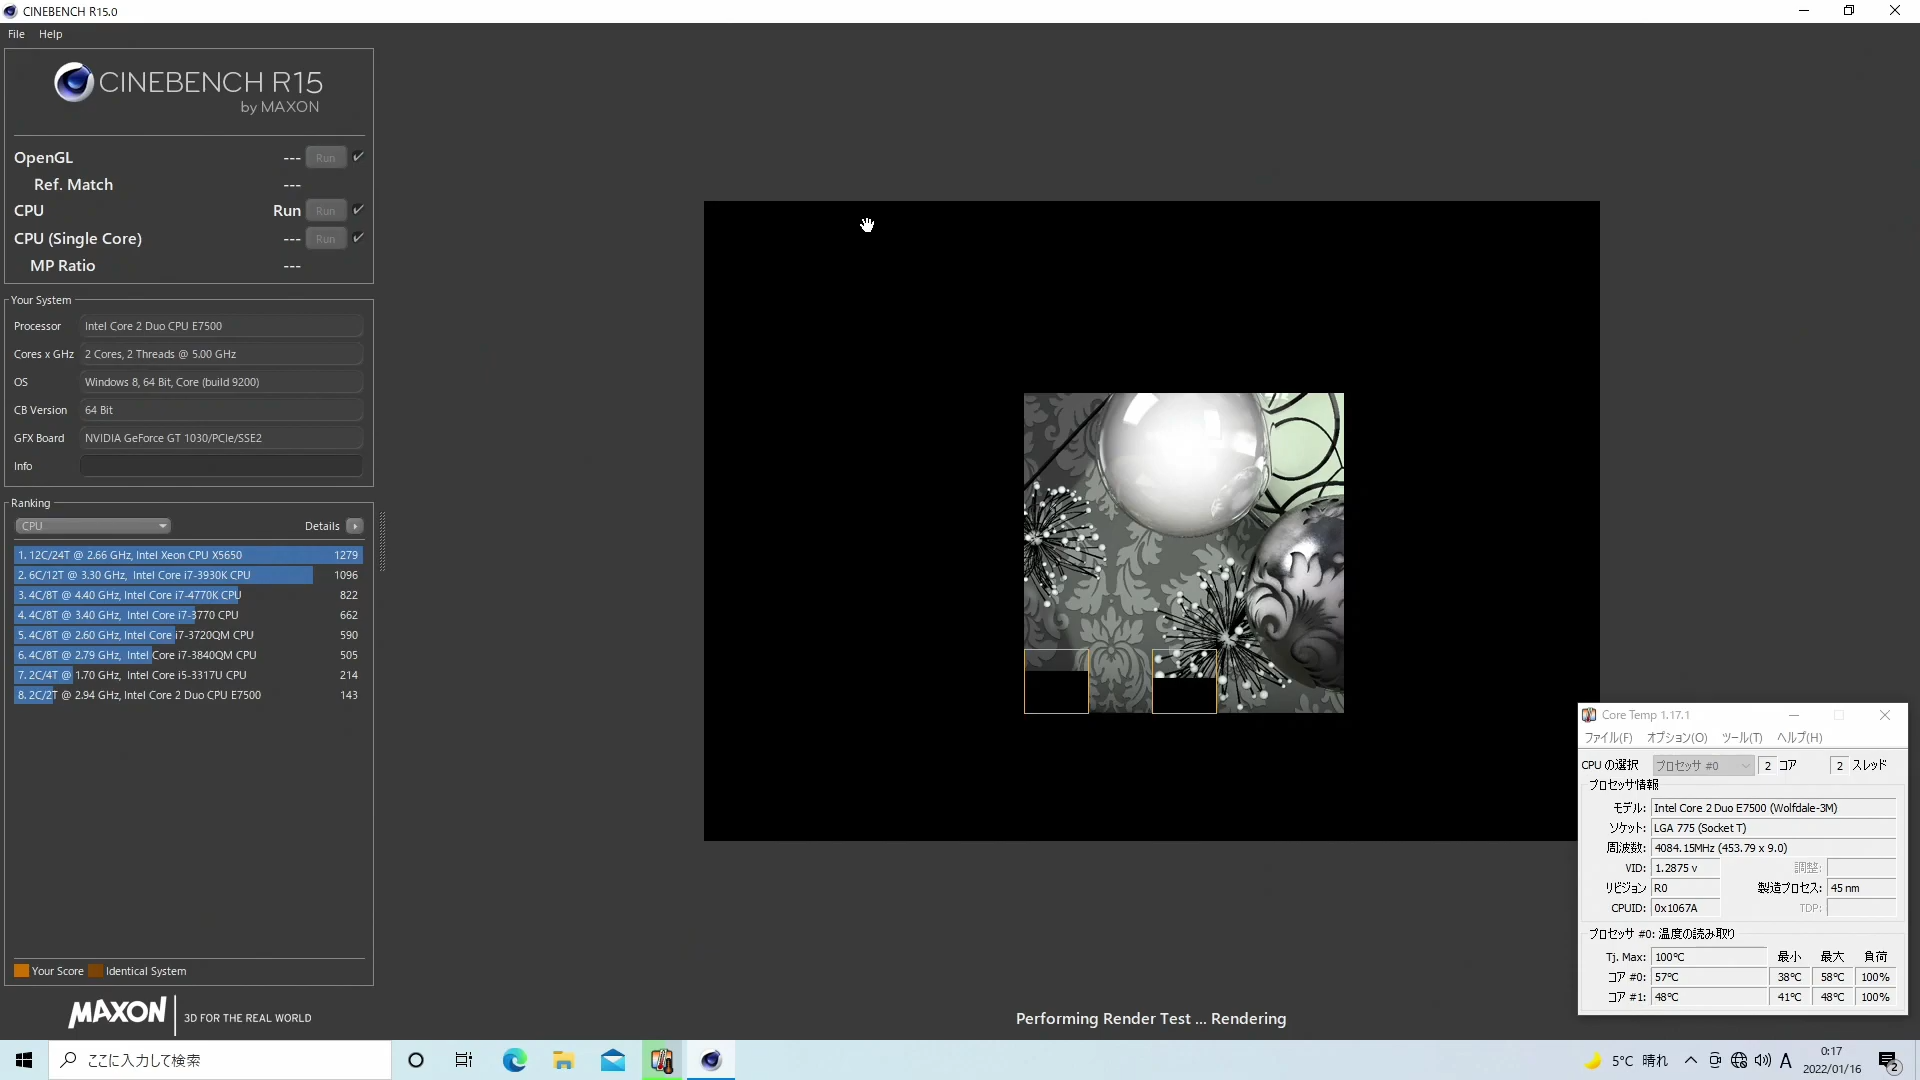 CINEBENCH R15.0
File Help
CINEBENCH R15
by MAXON
OpenGL --- Run
Ref. Match ---
CPU Run Run
CPU (Single Core) --- Run
MP Ratio ---
Your System
Processor Intel Core 2 Duo CPU E7500
Cores x GHz 2 Cores, 2 Threads @ 5.00 GHz
OS Windows 8, 64 Bit, Core (build 9200)
CB Version 64 Bit
GFX Board NVIDIA GeForce GT 1030/PCIe/SSE2
Info
Ranking
CPU Details
1. 12C/24T @ 2.66 GHz, Intel Xeon CPU X5650 1279
2. 6C/12T @ 3.30 GHz, Intel Core i7-3930K CPU 1096
3. 4C/8T @ 4.40 GHz, Intel Core i7-4770K CPU 822
4. 4C/8T @ 3.40 GHz, Intel Core i7-3770 CPU 662
5. 4C/8T @ 2.60 GHz, Intel Core i7-3720QM CPU 590
6. 4C/8T @ 2.79 GHz, Intel Core i7-3840QM CPU 505
7. 2C/4T @ 1.70 GHz, Intel Core i5-3317U CPU 214
8. 2C/2T @ 2.94 GHz, Intel Core 2 Duo CPU E7500 143
Your Score Identical System
MAXON 3D FOR THE REAL WORLD
Performing Render Test ... Rendering
Core Temp 1.17.1
ファイル(F) オプション(O) ツール(T) ヘルプ(H)
CPU の選択 プロセッサ #0 2 コア 2 スレッド
プロセッサ情報
モデル: Intel Core 2 Duo E7500 (Wolfdale-3M)
ソケット: LGA 775 (Socket T)
周波数: 4084.15MHz (453.79 x 9.0)
VID: 1.2875 v 調整:
リビジョン R0 製造プロセス: 45 nm
CPUID: 0x1067A TDP:
プロセッサ #0: 温度の読み取り
Tj. Max: 100°C 最小 最大 負荷
コア #0: 57°C 38°C 58°C 100%
コア #1: 48°C 41°C 48°C 100%
ここに入力して検索
5°C 晴れ A 0:17
2022/01/16 2